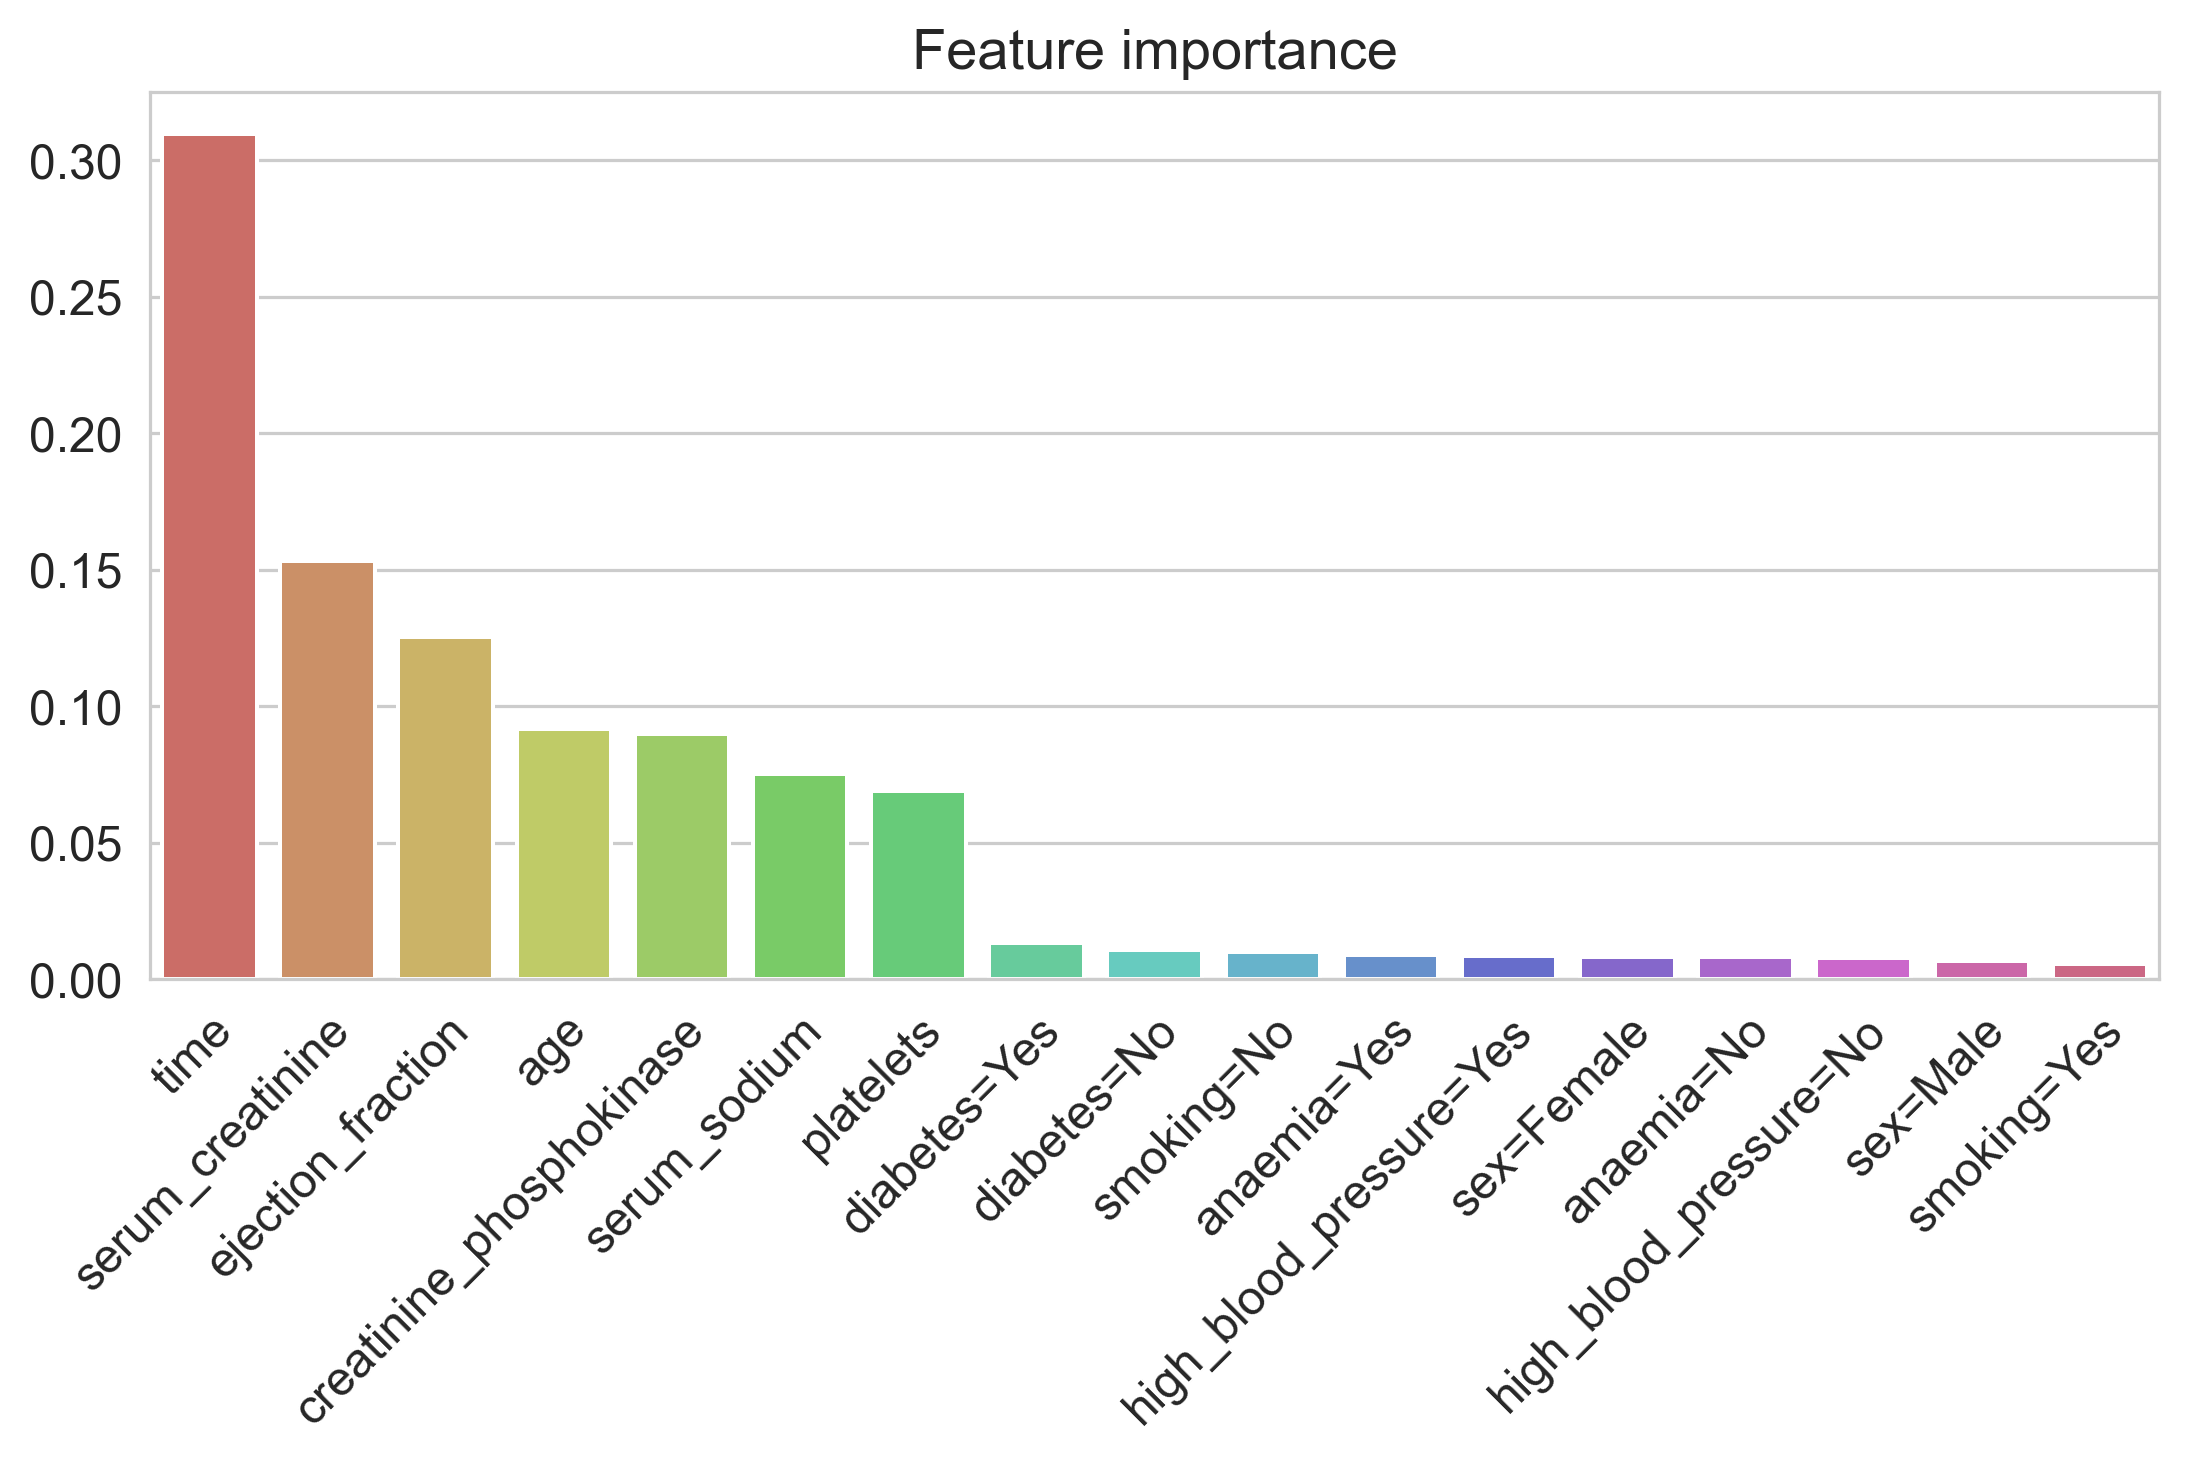 Feature importance
0.30
0.25
0.20
0.15
0.10
0.05
0.00
time
serum_creatinine
ejection_fraction
age
creatinine_phosphokinase
serum_sodium
platelets
diabetes=Yes
diabetes=No
smoking=No
anaemia=Yes
high_blood_pressure=Yes
sex=Female
anaemia=No
high_blood_pressure=No
sex=Male
smoking=Yes